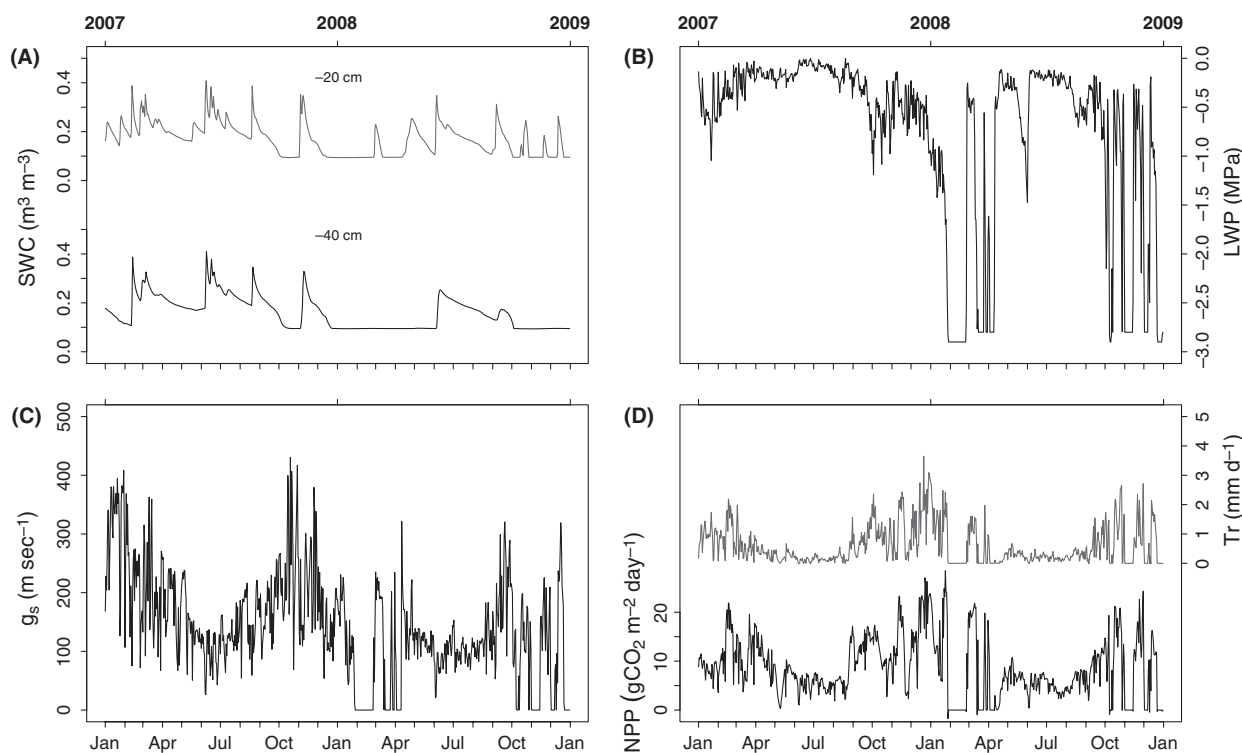 2007 2008 2009
2007 2008 2009
(A)
–20 cm
–40 cm
SWC (m³ m⁻³)
0.4
0.2
0.0
0.4
0.2
0.0
(B)
0.0
−0.5
−1.0
−1.5
−2.0
−2.5
−3.0
LWP (MPa)
(C)
500
400
300
200
100
0
gₛ (m sec⁻¹)
Jan Apr Jul Oct Jan Apr Jul Oct Jan
(D)
5
4
3
2
1
0
Tr (mm d⁻¹)
20
10
0
NPP (gCO₂ m⁻² day⁻¹)
Jan Apr Jul Oct Jan Apr Jul Oct Jan